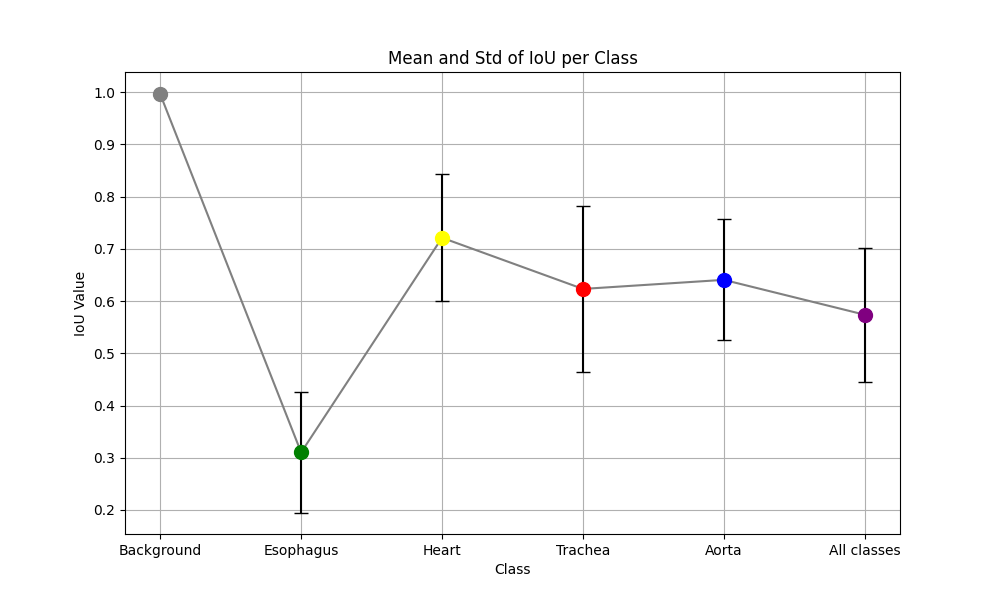 Mean and Std of IoU per Class
1.0
0.9
0.8
0.7
0.6
0.5
0.4
0.3
0.2
IoU Value
Background Esophagus Heart Trachea Aorta All classes
Class